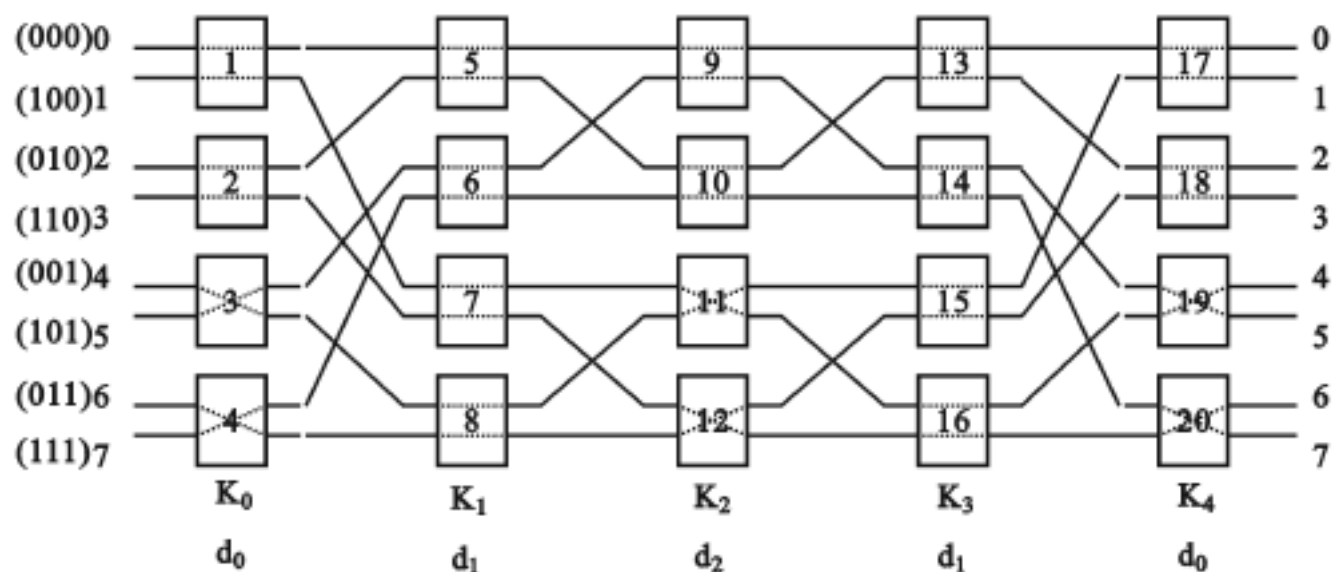 (000)0 1 5 9 13 17 0
(100)1 1
(010)2 2 6 10 14 18 2
(110)3 3
(001)4 3 7 11 15 19 4
(101)5 5
(011)6 4 8 12 16 20 6
(111)7 7
K₀ K₁ K₂ K₃ K₄
d₀ d₁ d₂ d₁ d₀